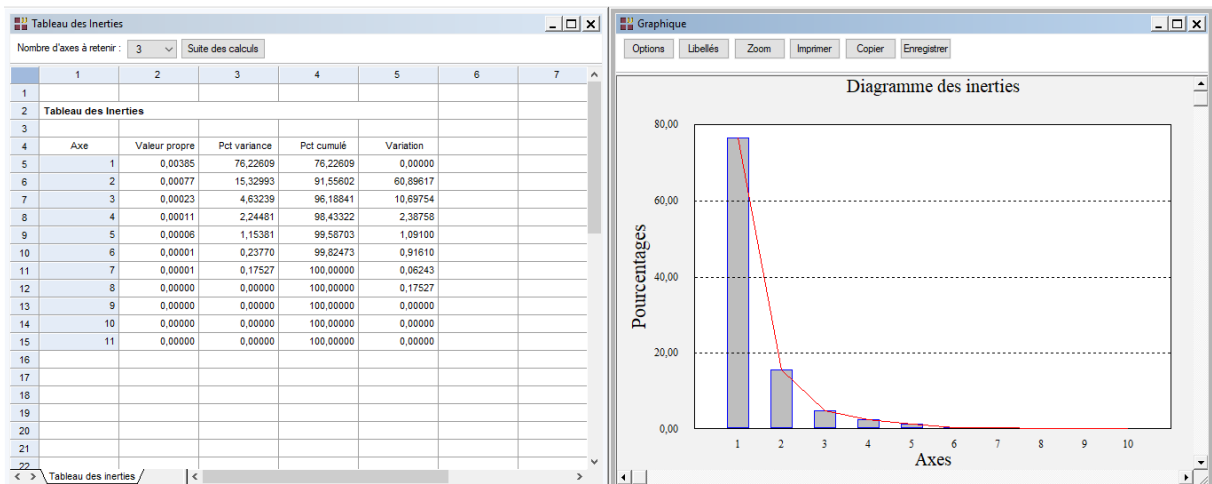 Tableau des Inerties
Nombre d'axes à retenir : 3 Suite des calculs
1 2 3 4 5 6 7
1
2 Tableau des Inerties
3
4 Axe Valeur propre Pct variance Pct cumulé Variation
5 1 0,00385 76,22609 76,22609 0,00000
6 2 0,00077 15,32993 91,55602 60,89617
7 3 0,00023 4,63239 96,18841 10,69754
8 4 0,00011 2,24481 98,43322 2,38758
9 5 0,00006 1,15381 99,58703 1,09100
10 6 0,00001 0,23770 99,82473 0,91610
11 7 0,00001 0,17527 100,00000 0,06243
12 8 0,00000 0,00000 100,00000 0,17527
13 9 0,00000 0,00000 100,00000 0,00000
14 10 0,00000 0,00000 100,00000 0,00000
15 11 0,00000 0,00000 100,00000 0,00000
16
17
18
19
20
21
22
Tableau des inerties
Graphique
Options Libellés Zoom Imprimer Copier Enregistrer
Diagramme des inerties
80,00
60,00
40,00
20,00
0,00
Pourcentages
1 2 3 4 5 6 7 8 9 10
Axes